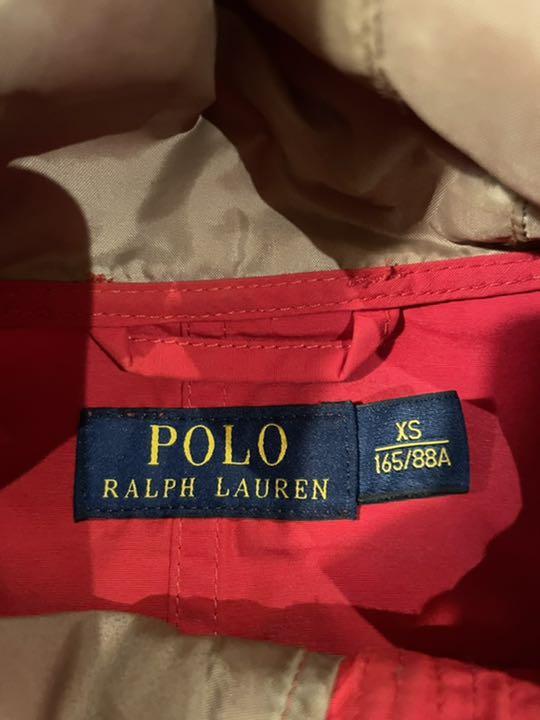 POLO
RALPH LAUREN
XS
165/88A